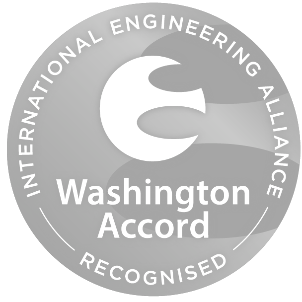 INTERNATIONAL ENGINEERING ALLIANCE
Washington
Accord
RECOGNISED